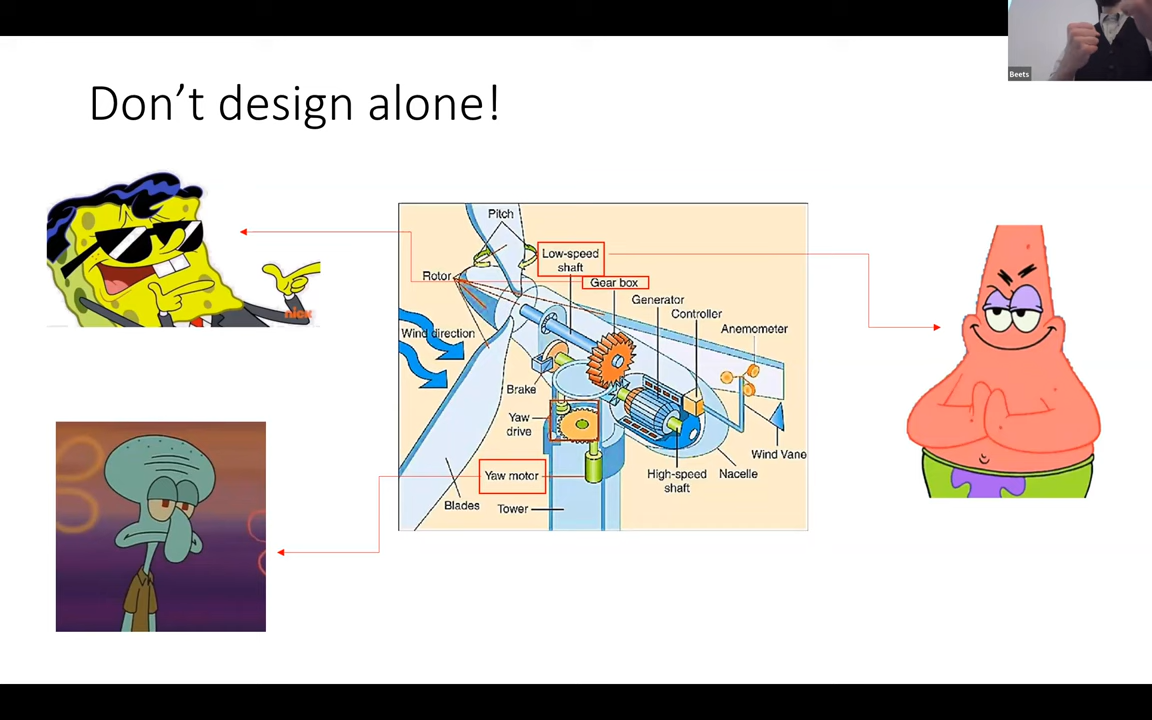 Beets
Don't design alone!
nick
Pitch
Low-speed
shaft
Rotor
Gear box
Generator
Controller
Anemometer
Wind direction
Brake
Yaw
drive
Wind Vane
Yaw motor
High-speed
shaft
Nacelle
Blades
Tower